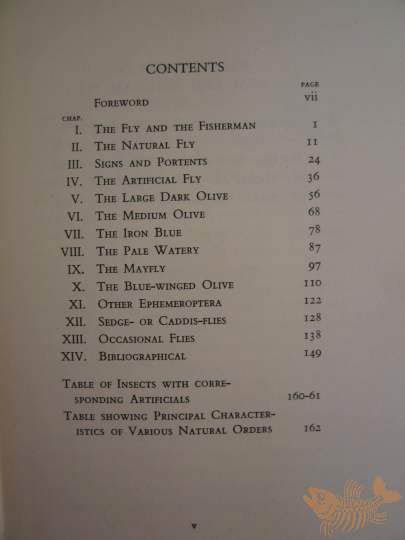 CONTENTS
PAGE
FOREWORD vii
CHAP.
I. THE FLY AND THE FISHERMAN 1
II. THE NATURAL FLY 11
III. SIGNS AND PORTENTS 24
IV. THE ARTIFICIAL FLY 36
V. THE LARGE DARK OLIVE 56
VI. THE MEDIUM OLIVE 68
VII. THE IRON BLUE 78
VIII. THE PALE WATERY 87
IX. THE MAYFLY 97
X. THE BLUE-WINGED OLIVE 110
XI. OTHER EPHEMEROPTERA 122
XII. SEDGE- OR CADDIS-FLIES 128
XIII. OCCASIONAL FLIES 138
XIV. BIBLIOGRAPHICAL 149
TABLE OF INSECTS WITH CORRE-
SPONDING ARTIFICIALS 160-61
TABLE SHOWING PRINCIPAL CHARACTER-
ISTICS OF VARIOUS NATURAL ORDERS 162
v